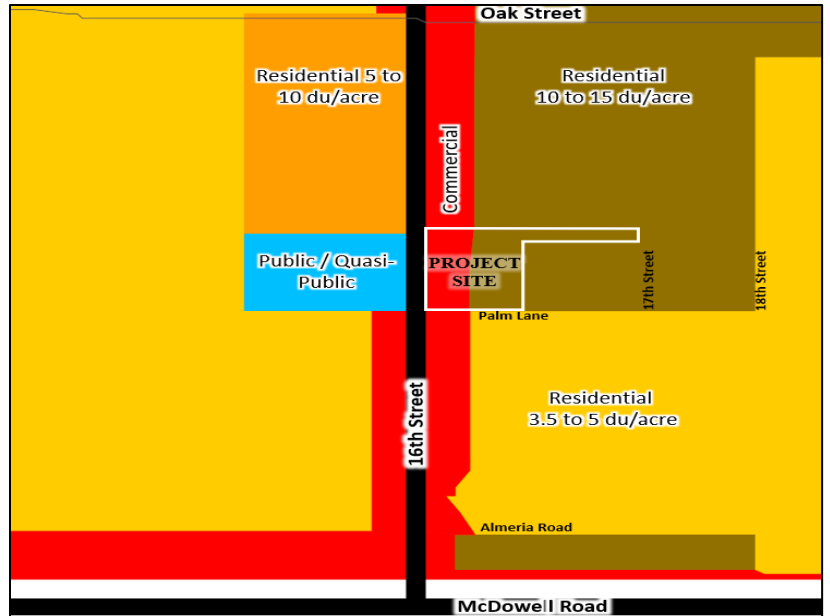 Oak Street
Residential 5 to
10 du/acre
Residential
10 to 15 du/acre
Commercial
Public / Quasi-
Public
PROJECT
SITE
17th Street
18th Street
Palm Lane
16th Street
Residential
3.5 to 5 du/acre
Almeria Road
McDowell Road